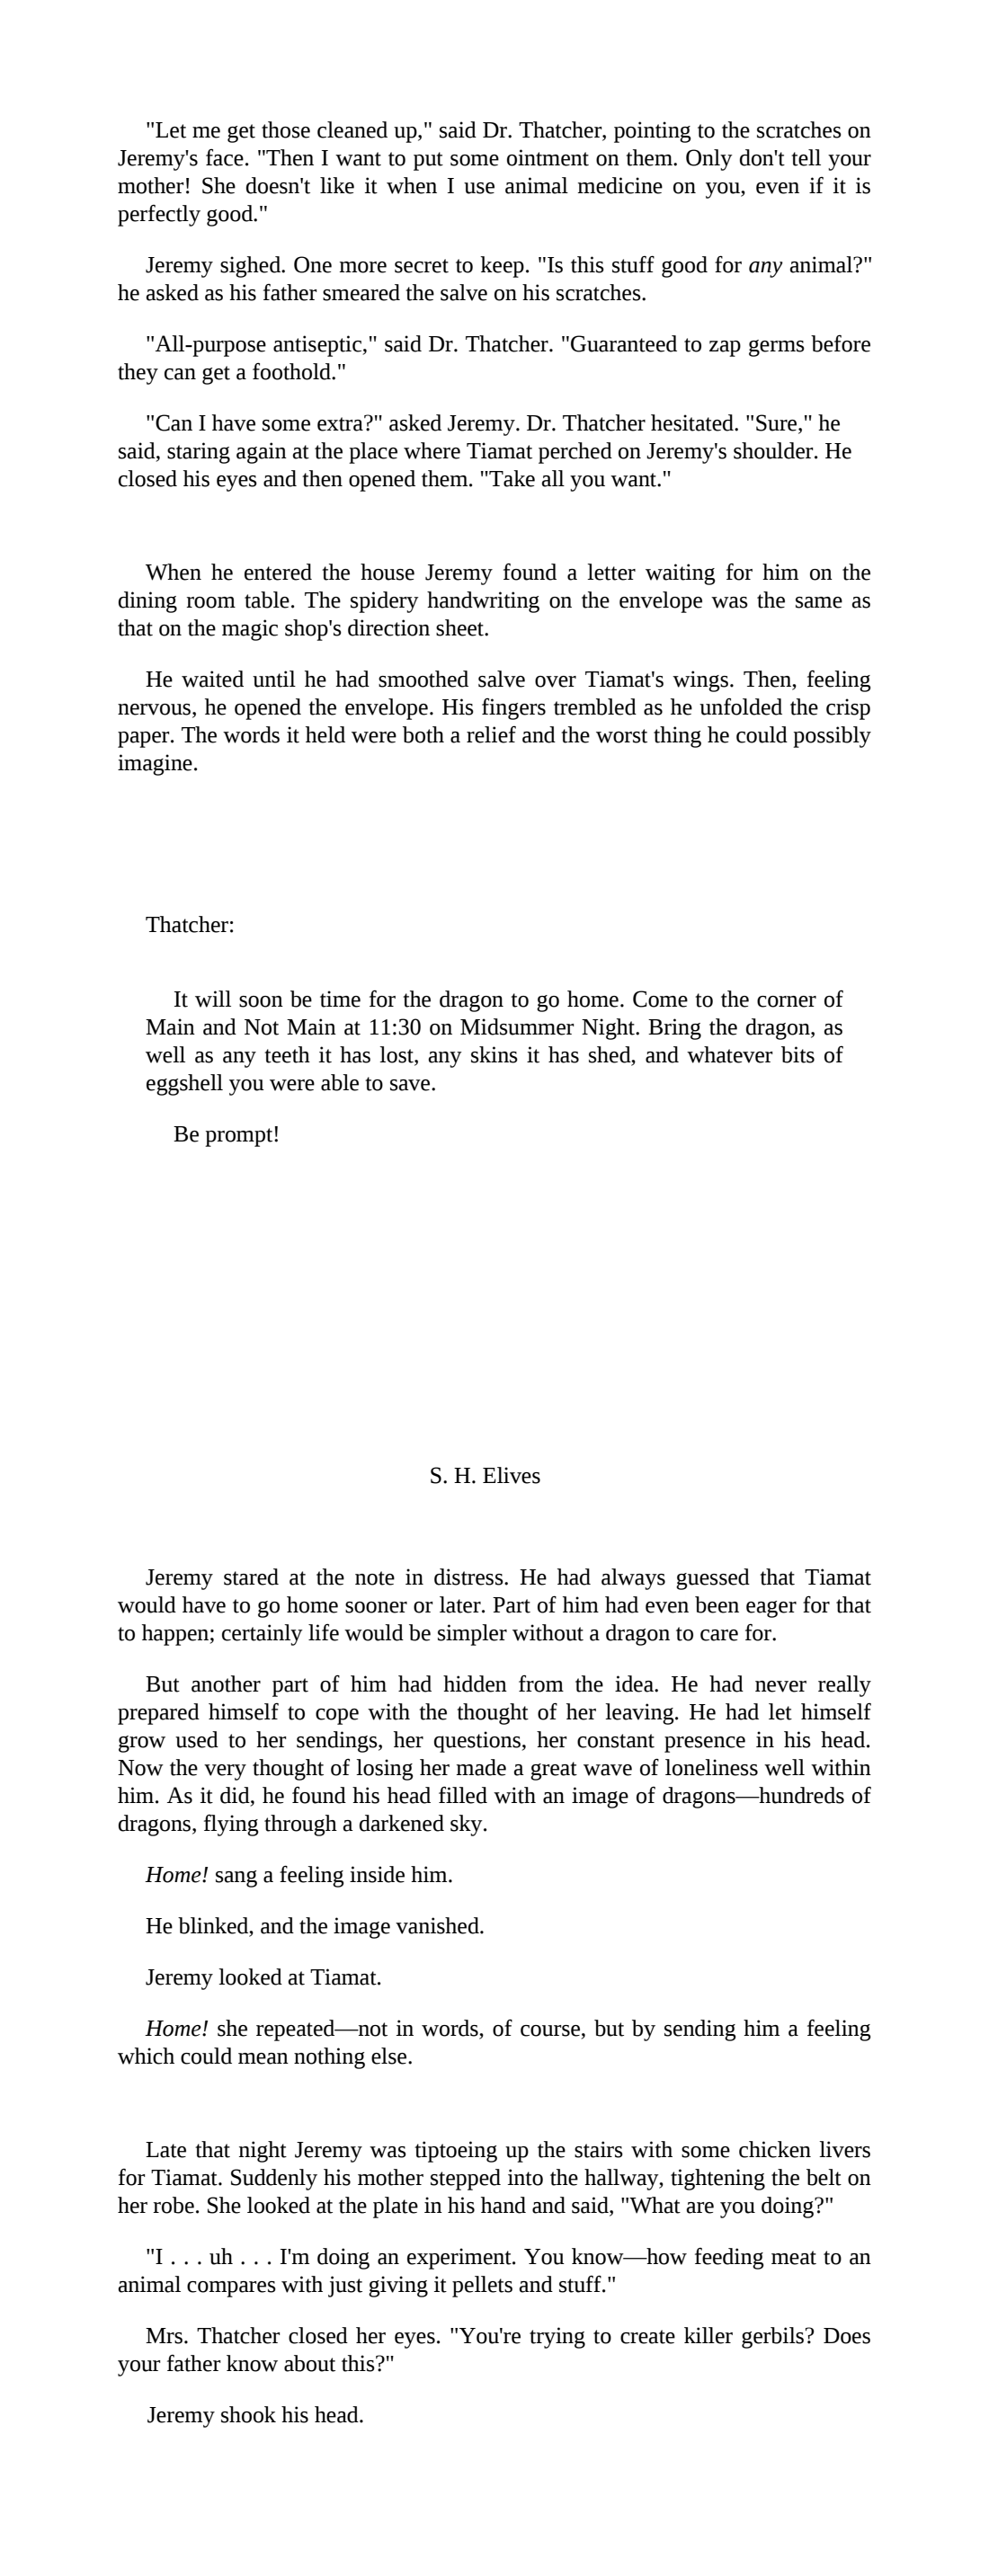 "Let me get those cleaned up," said Dr. Thatcher, pointing to the scratches on
Jeremy's face. "Then I want to put some ointment on them. Only don't tell your
mother! She doesn't like it when I use animal medicine on you, even if it is
perfectly good."
Jeremy sighed. One more secret to keep. "Is this stuff good for any animal?"
he asked as his father smeared the salve on his scratches.
"All-purpose antiseptic," said Dr. Thatcher. "Guaranteed to zap germs before
they can get a foothold."
"Can I have some extra?" asked Jeremy. Dr. Thatcher hesitated. "Sure," he
said, staring again at the place where Tiamat perched on Jeremy's shoulder. He
closed his eyes and then opened them. "Take all you want."
When he entered the house Jeremy found a letter waiting for him on the
dining room table. The spidery handwriting on the envelope was the same as
that on the magic shop's direction sheet.
He waited until he had smoothed salve over Tiamat's wings. Then, feeling
nervous, he opened the envelope. His fingers trembled as he unfolded the crisp
paper. The words it held were both a relief and the worst thing he could possibly
imagine.
Thatcher:
It will soon be time for the dragon to go home. Come to the corner of
Main and Not Main at 11:30 on Midsummer Night. Bring the dragon, as
well as any teeth it has lost, any skins it has shed, and whatever bits of
eggshell you were able to save.
Be prompt!
S. H. Elives
Jeremy stared at the note in distress. He had always guessed that Tiamat
would have to go home sooner or later. Part of him had even been eager for that
to happen; certainly life would be simpler without a dragon to care for.
But another part of him had hidden from the idea. He had never really
prepared himself to cope with the thought of her leaving. He had let himself
grow used to her sendings, her questions, her constant presence in his head.
Now the very thought of losing her made a great wave of loneliness well within
him. As it did, he found his head filled with an image of dragons—hundreds of
dragons, flying through a darkened sky.
Home! sang a feeling inside him.
He blinked, and the image vanished.
Jeremy looked at Tiamat.
Home! she repeated—not in words, of course, but by sending him a feeling
which could mean nothing else.
Late that night Jeremy was tiptoeing up the stairs with some chicken livers
for Tiamat. Suddenly his mother stepped into the hallway, tightening the belt on
her robe. She looked at the plate in his hand and said, "What are you doing?"
"I . . . uh . . . I'm doing an experiment. You know—how feeding meat to an
animal compares with just giving it pellets and stuff."
Mrs. Thatcher closed her eyes. "You're trying to create killer gerbils? Does
your father know about this?"
Jeremy shook his head.